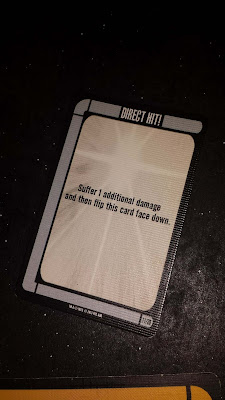 DIRECT HIT!
Suffer 1 additional damage
and then flip this card face down.